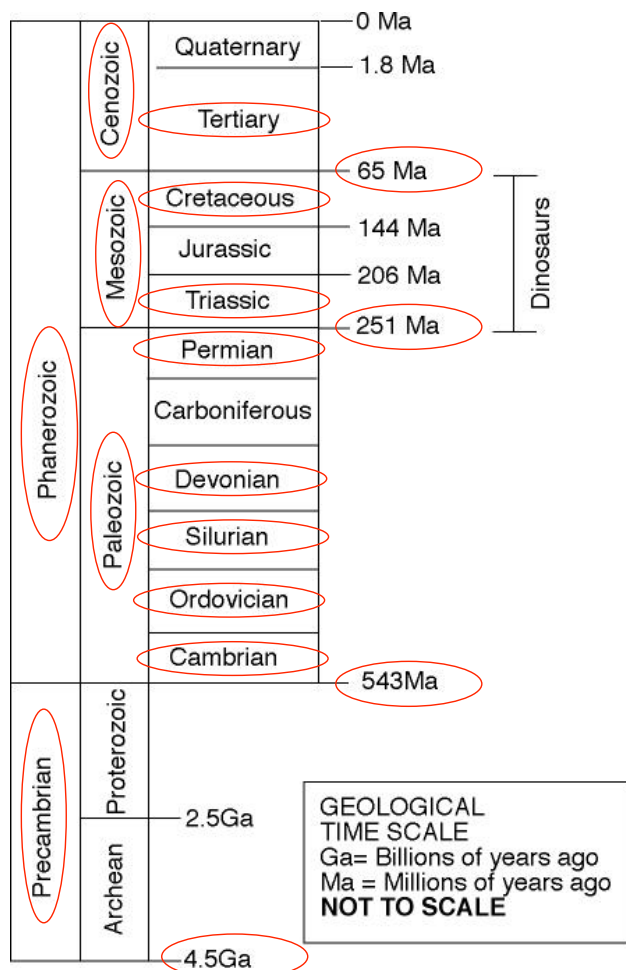 0 Ma
Quaternary
1.8 Ma
Cenozoic
Tertiary
65 Ma
Cretaceous
144 Ma
Mesozoic
Jurassic
Dinosaurs
206 Ma
Triassic
251 Ma
Permian
Phanerozoic
Carboniferous
Paleozoic
Devonian
Silurian
Ordovician
Cambrian
543Ma
Precambrian
Proterozoic
2.5Ga
Archean
4.5Ga
GEOLOGICAL
TIME SCALE
Ga= Billions of years ago
Ma = Millions of years ago
NOT TO SCALE